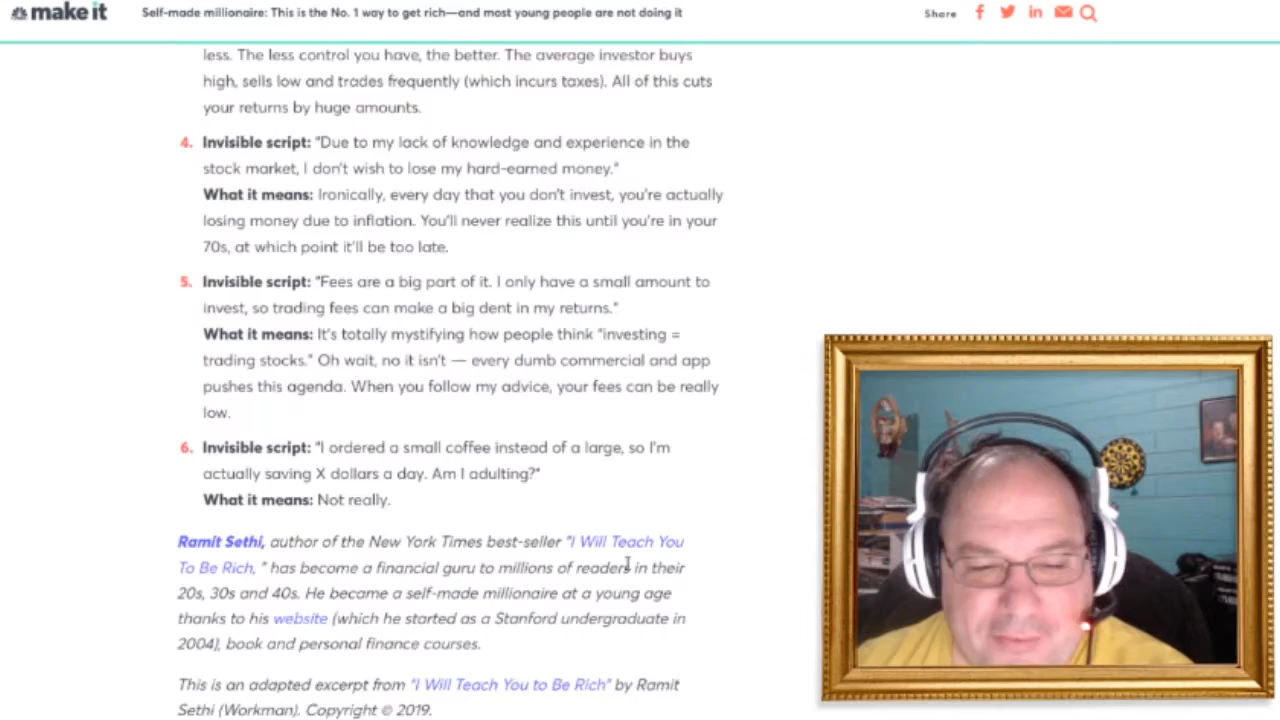 make it
Self-made millionaire: This is the No. 1 way to get rich—and most young people are not doing it
Share
less. The less control you have, the better. The average investor buys
high, sells low and trades frequently (which incurs taxes). All of this cuts
your returns by huge amounts.
4. Invisible script: "Due to my lack of knowledge and experience in the
stock market, I don't wish to lose my hard-earned money."
What it means: Ironically, every day that you don't invest, you're actually
losing money due to inflation. You'll never realize this until you're in your
70s, at which point it'll be too late.
5. Invisible script: "Fees are a big part of it. I only have a small amount to
invest, so trading fees can make a big dent in my returns."
What it means: It's totally mystifying how people think "investing =
trading stocks." Oh wait, no it isn't — every dumb commercial and app
pushes this agenda. When you follow my advice, your fees can be really
low.
6. Invisible script: "I ordered a small coffee instead of a large, so I'm
actually saving X dollars a day. Am I adulting?"
What it means: Not really.
Ramit Sethi, author of the New York Times best-seller "I Will Teach You
To Be Rich, " has become a financial guru to millions of readers in their
20s, 30s and 40s. He became a self-made millionaire at a young age
thanks to his website (which he started as a Stanford undergraduate in
2004), book and personal finance courses.
This is an adapted excerpt from "I Will Teach You to Be Rich" by Ramit
Sethi (Workman). Copyright © 2019.